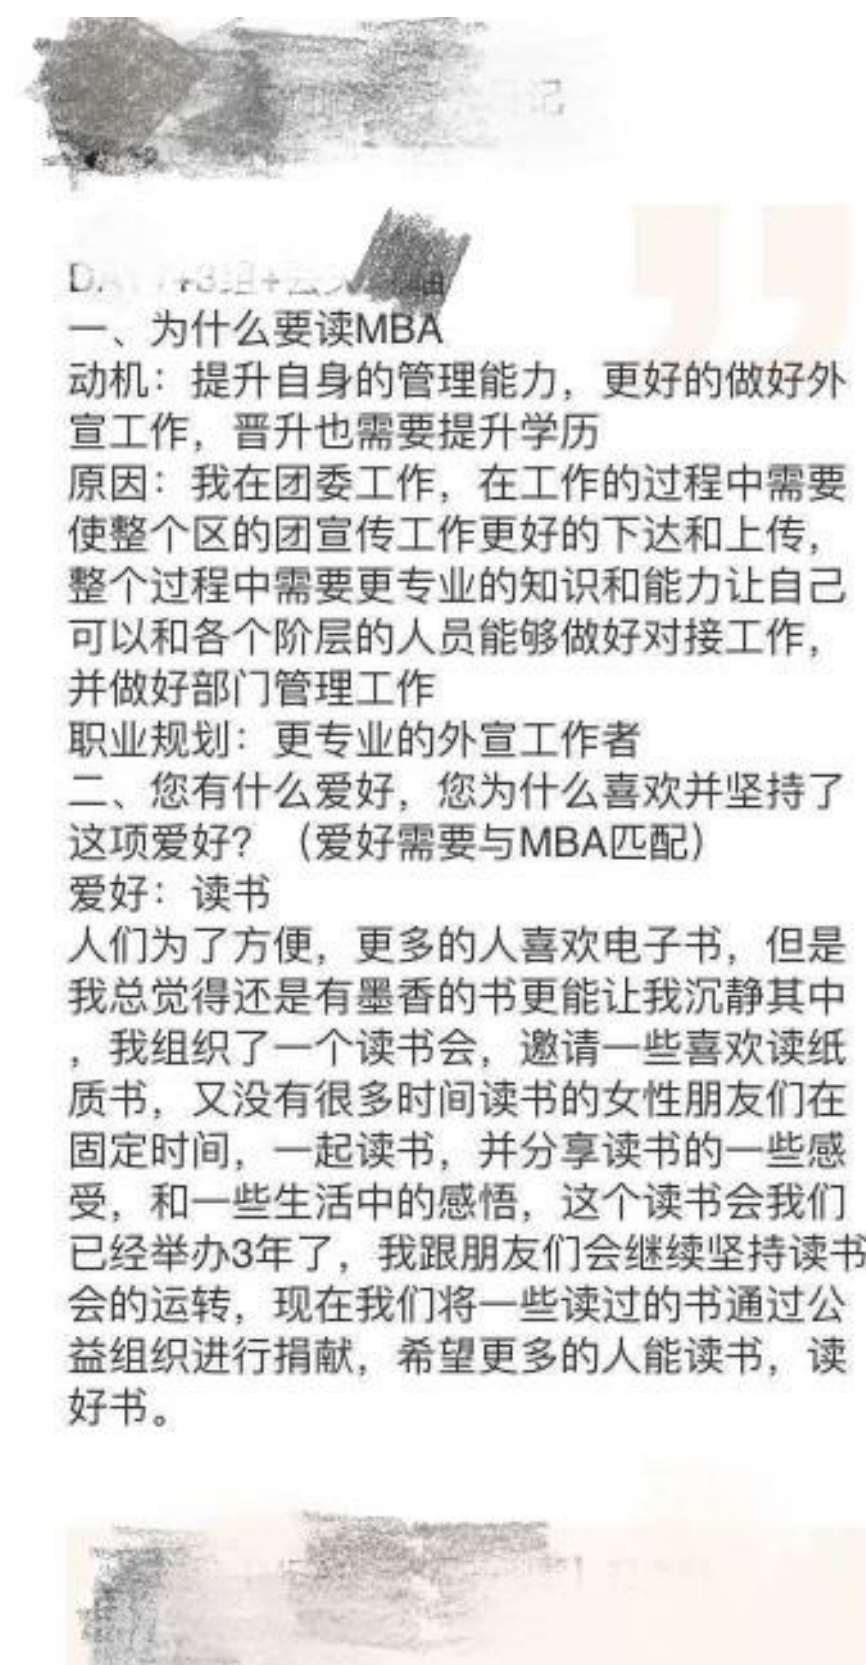 记
一、为什么要读MBA
动机：提升自身的管理能力，更好的做好外
宣工作，晋升也需要提升学历
原因：我在团委工作，在工作的过程中需要
使整个区的团宣传工作更好的下达和上传，
整个过程中需要更专业的知识和能力让自己
可以和各个阶层的人员能够做好对接工作，
并做好部门管理工作
职业规划：更专业的外宣工作者
二、您有什么爱好，您为什么喜欢并坚持了
这项爱好？（爱好需要与MBA匹配）
爱好：读书
人们为了方便，更多的人喜欢电子书，但是
我总觉得还是有墨香的书更能让我沉静其中
，我组织了一个读书会，邀请一些喜欢读纸
质书，又没有很多时间读书的女性朋友们在
固定时间，一起读书，并分享读书的一些感
受，和一些生活中的感悟，这个读书会我们
已经举办3年了，我跟朋友们会继续坚持读书
会的运转，现在我们将一些读过的书通过公
益组织进行捐献，希望更多的人能读书，读
好书。